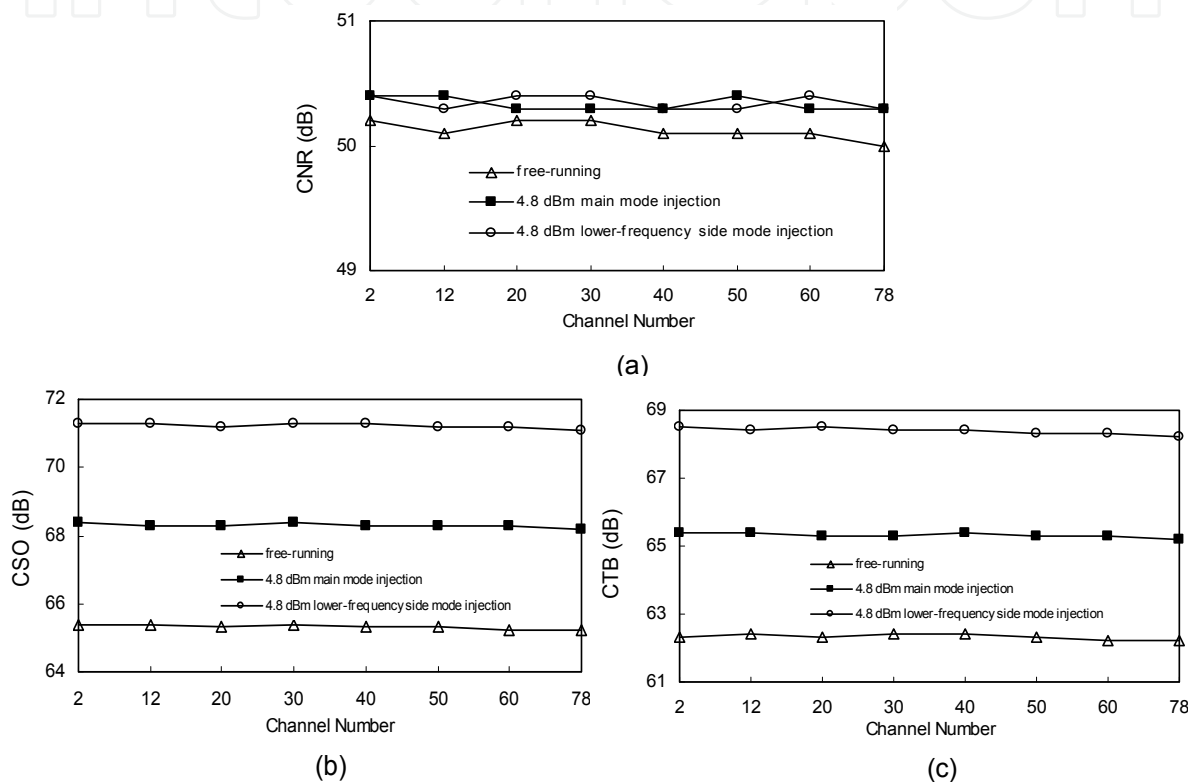 51
50
49
CNR (dB)
free-running
4.8 dBm main mode injection
4.8 dBm lower-frequency side mode injection
2 12 20 30 40 50 60 78
Channel Number
(a)
72
70
68
66
64
CSO (dB)
free-running
4.8 dBm main mode injection
4.8 dBm lower-frequency side mode injection
2 12 20 30 40 50 60 78
Channel Number
(b)
69
67
65
63
61
CTB (dB)
free-running
4.8 dBm main mode injection
4.8 dBm lower-frequency side mode injection
2 12 20 30 40 50 60 78
Channel Number
(c)